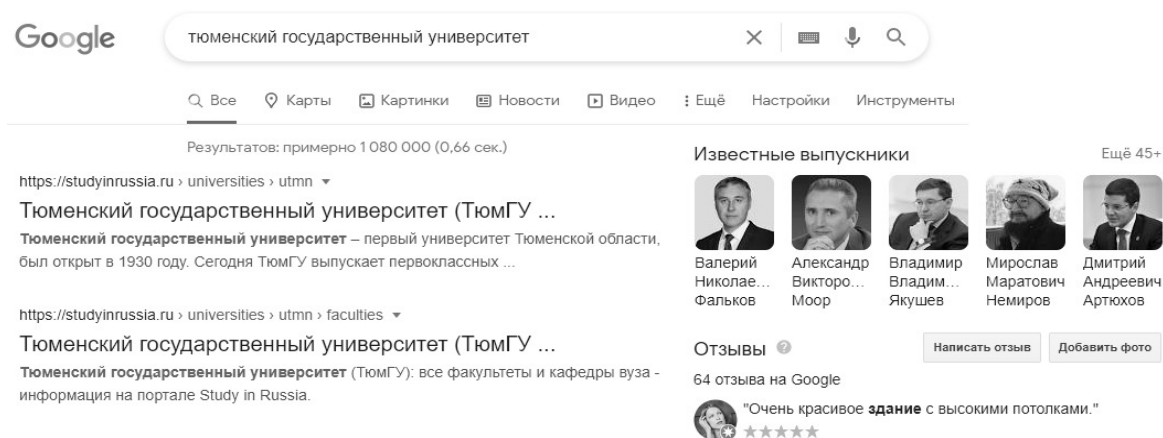 Google
тюменский государственный университет
Все Карты Картинки Новости Видео Ещё Настройки Инструменты
Результатов: примерно 1 080 000 (0,66 сек.)
https://studyinrussia.ru › universities › utmn
Тюменский государственный университет (ТюмГУ ...
Тюменский государственный университет – первый университет Тюменской области,
был открыт в 1930 году. Сегодня ТюмГУ выпускает первоклассных ...
https://studyinrussia.ru › universities › utmn › faculties
Тюменский государственный университет (ТюмГУ ...
Тюменский государственный университет (ТюмГУ): все факультеты и кафедры вуза -
информация на портале Study in Russia.
Известные выпускники Ещё 45+
Валерий Николае... Фальков
Александр Викторо... Моор
Владимир Владим... Якушев
Мирослав Маратович Немиров
Дмитрий Андреевич Артюхов
Отзывы Написать отзыв Добавить фото
64 отзыва на Google
"Очень красивое здание с высокими потолками."